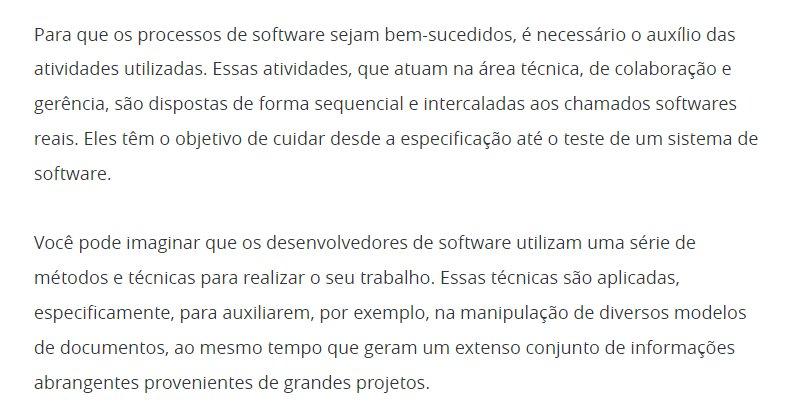 Para que os processos de software sejam bem-sucedidos, é necessário o auxílio das
atividades utilizadas. Essas atividades, que atuam na área técnica, de colaboração e
gerência, são dispostas de forma sequencial e intercaladas aos chamados softwares
reais. Eles têm o objetivo de cuidar desde a especificação até o teste de um sistema de
software.
Você pode imaginar que os desenvolvedores de software utilizam uma série de
métodos e técnicas para realizar o seu trabalho. Essas técnicas são aplicadas,
especificamente, para auxiliarem, por exemplo, na manipulação de diversos modelos
de documentos, ao mesmo tempo que geram um extenso conjunto de informações
abrangentes provenientes de grandes projetos.